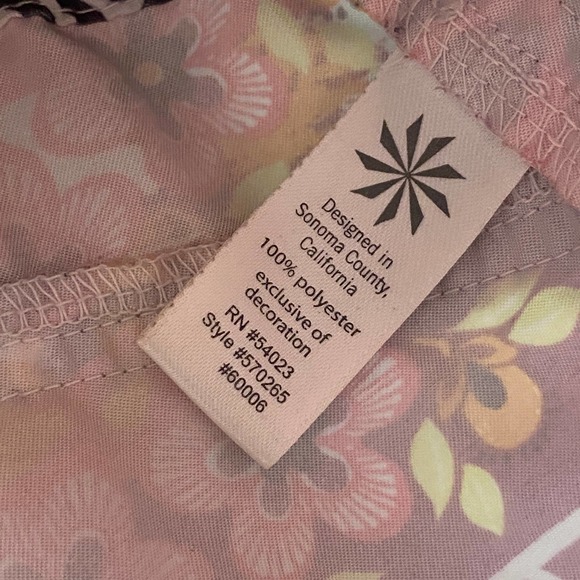 Designed in
Sonoma County,
California
100% polyester
exclusive of
decoration
RN #54023
Style #570265
#60006